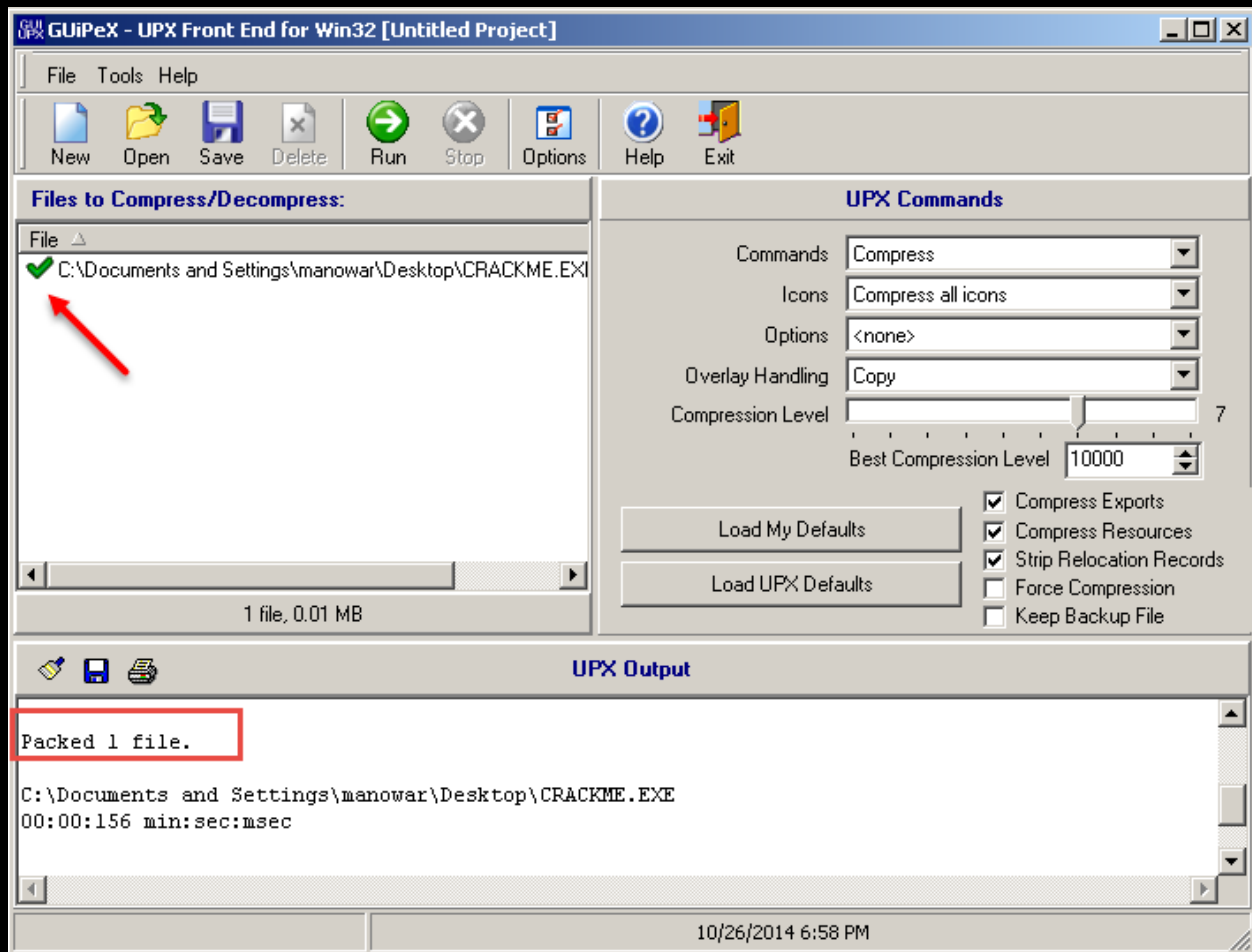 GUI UPX GUiPeX - UPX Front End for Win32 [Untitled Project]
File Tools Help
New Open Save Delete Run Stop Options Help Exit
Files to Compress/Decompress:
File
C:\Documents and Settings\manowar\Desktop\CRACKME.EXI
1 file, 0.01 MB
UPX Commands
Commands Compress
Icons Compress all icons
Options <none>
Overlay Handling Copy
Compression Level 7
Best Compression Level 10000
Load My Defaults
Load UPX Defaults
Compress Exports
Compress Resources
Strip Relocation Records
Force Compression
Keep Backup File
UPX Output
Packed 1 file.
C:\Documents and Settings\manowar\Desktop\CRACKME.EXE
00:00:156 min:sec:msec
10/26/2014 6:58 PM